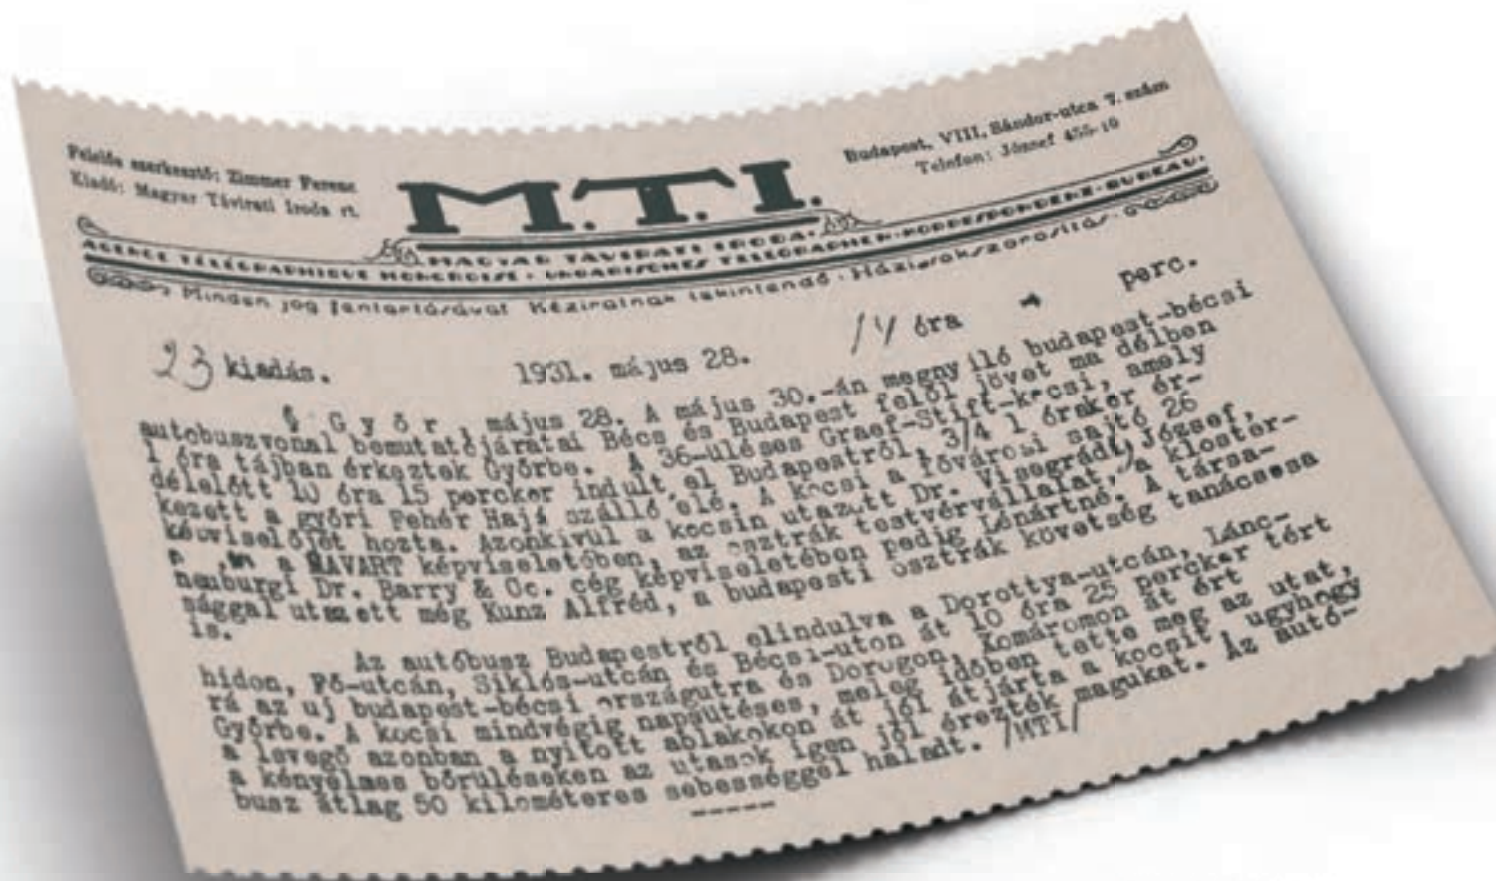 Felelős szerkesztő: Zimmer Ferenc
Kiadó: Magyar Távirati Iroda rt.
M.T.I.
Budapest, VIII, Sándor-utca 7. szám
Telefon: József 455-10
MAGYAR TÁVIRATI IRODA·
AGENCE TÉLÉGRAPHIQUE HONGROISE · UNGARISCHES TELEGRAPHEN-KORRESPONDENZ-BUREAU·
Minden jog fentartásával Kéziratnak tekintendő · Házi sokszorosítás
23 kiadás. 1931. május 28. 14 óra perc.
§ Győr, május 28. A május 30.-án megnyiló budapest-bécsi
autobuszvonal bemutatójáratai Bécs és Budapest felől jövet ma délben
1 óra tájban érkeztek Győrbe. A 36-üléses Graef-Stift-kocsi, amely
délelőtt 10 óra 15 perckor indult el Budapestről, 3/4 1 órakor ér-
kezett a győri Fehér Hajó szálló elé. A kocsi a fővárosi sajtó 26
képviselőjét hozta. Azonkivül a kocsin utazott Dr. Visegrádi József,
a MAVART képviseletében, az osztrák testvérvállalat, a kloster-
neuburgi Dr. Barry & Oc. cég képviseletében pedig Lénártné. A társa-
sággal utazott még Kunz Alfréd, a budapesti osztrák követség tanácsosa
is.
Az autóbusz Budapestről elindulva a Dorottya-utcán, Lánc-
hidon, Fő-utcán, Siklós-utcán és Bécsi-uton át 10 óra 25 perckor tért
rá az uj budapest-bécsi országutra és Dorogon, Komáromon át ért
Győrbe. A kocsi mindvégig napsütéses, meleg időben tette meg az utat,
a levegő azonban a nyitott ablakokon át jól átjárta a kocsit, ugyhogy
a kényelmes bőrüléseken az utasok igen jól érezték magukat. Az autó-
busz átlag 50 kilométeres sebességgel haladt. /MTI/
-----